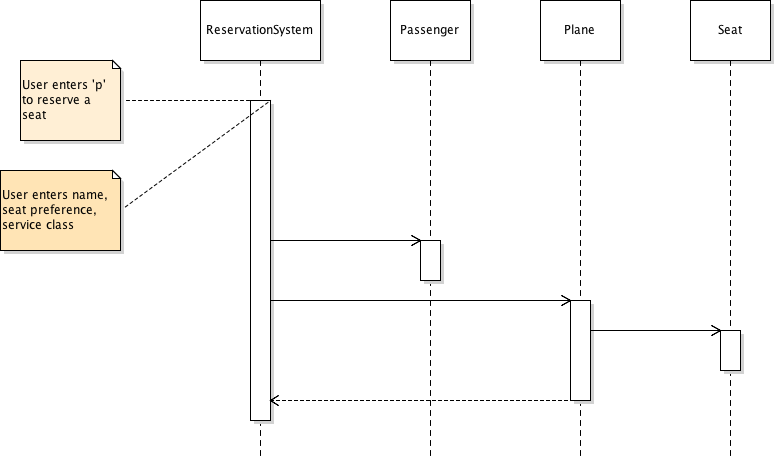 ReservationSystem
Passenger
Plane
Seat
User enters 'p'
to reserve a
seat
User enters name,
seat preference,
service class